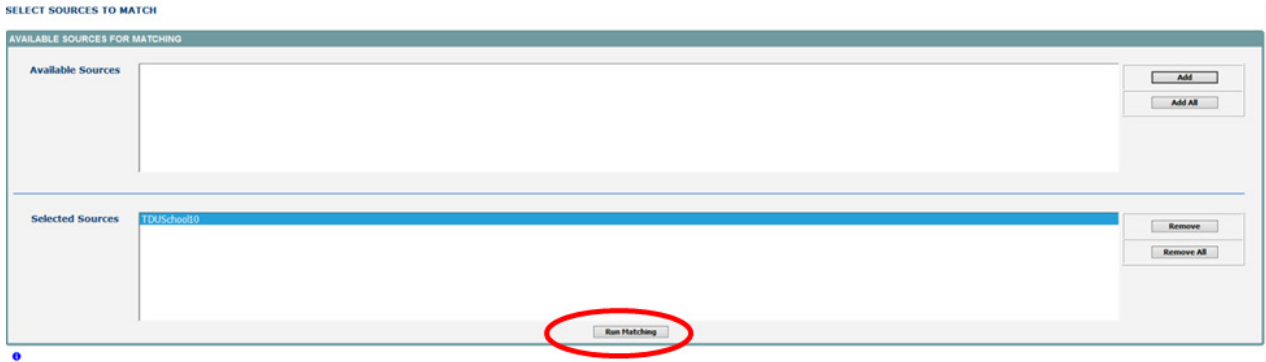 SELECT SOURCES TO MATCH
AVAILABLE SOURCES FOR MATCHING
Available Sources
Add
Add All
Selected Sources
TDUSchool10
Remove
Remove All
Run Matching